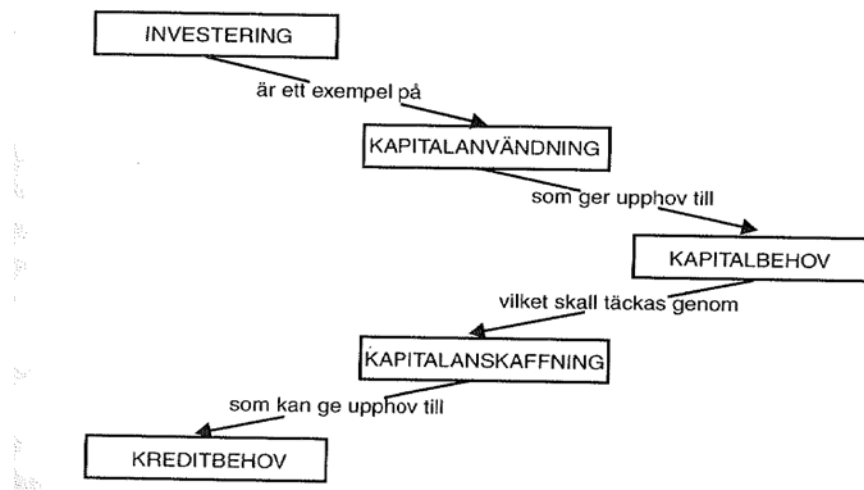 INVESTERING
är ett exempel på
KAPITALANVÄNDNING
som ger upphov till
KAPITALBEHOV
vilket skall täckas genom
KAPITALANSKAFFNING
som kan ge upphov till
KREDITBEHOV